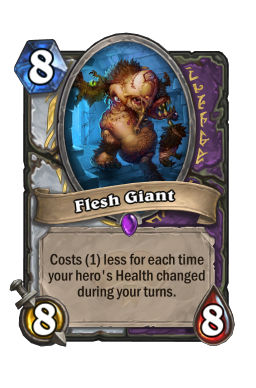 8
Flesh Giant
Costs (1) less for each time
your hero's Health changed
during your turns.
8
8